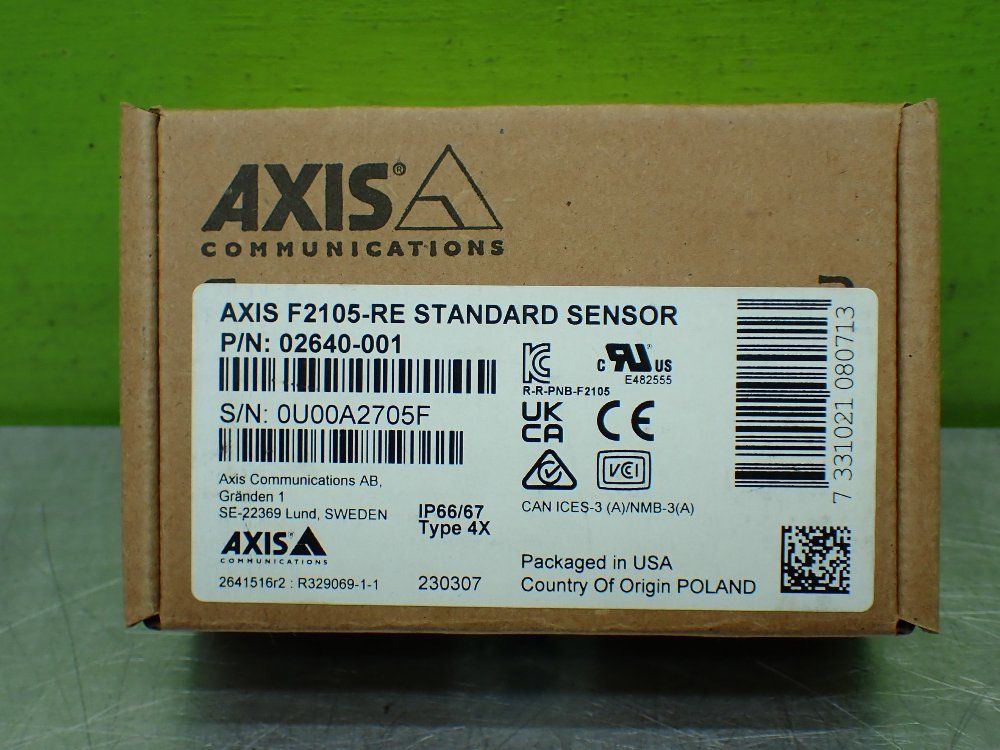 AXIS®
COMMUNICATIONS
AXIS F2105-RE STANDARD SENSOR
P/N: 02640-001
S/N: 0U00A2705F
Axis Communications AB,
Gränden 1
SE-22369 Lund, SWEDEN
IP66/67
Type 4X
AXIS
COMMUNICATIONS
2641516r2 : R329069-1-1
230307
R-R-PNB-F2105
c RU US
E482555
UK
CA
CE
VCI
CAN ICES-3 (A)/NMB-3(A)
Packaged in USA
Country Of Origin POLAND
7 331021 080713